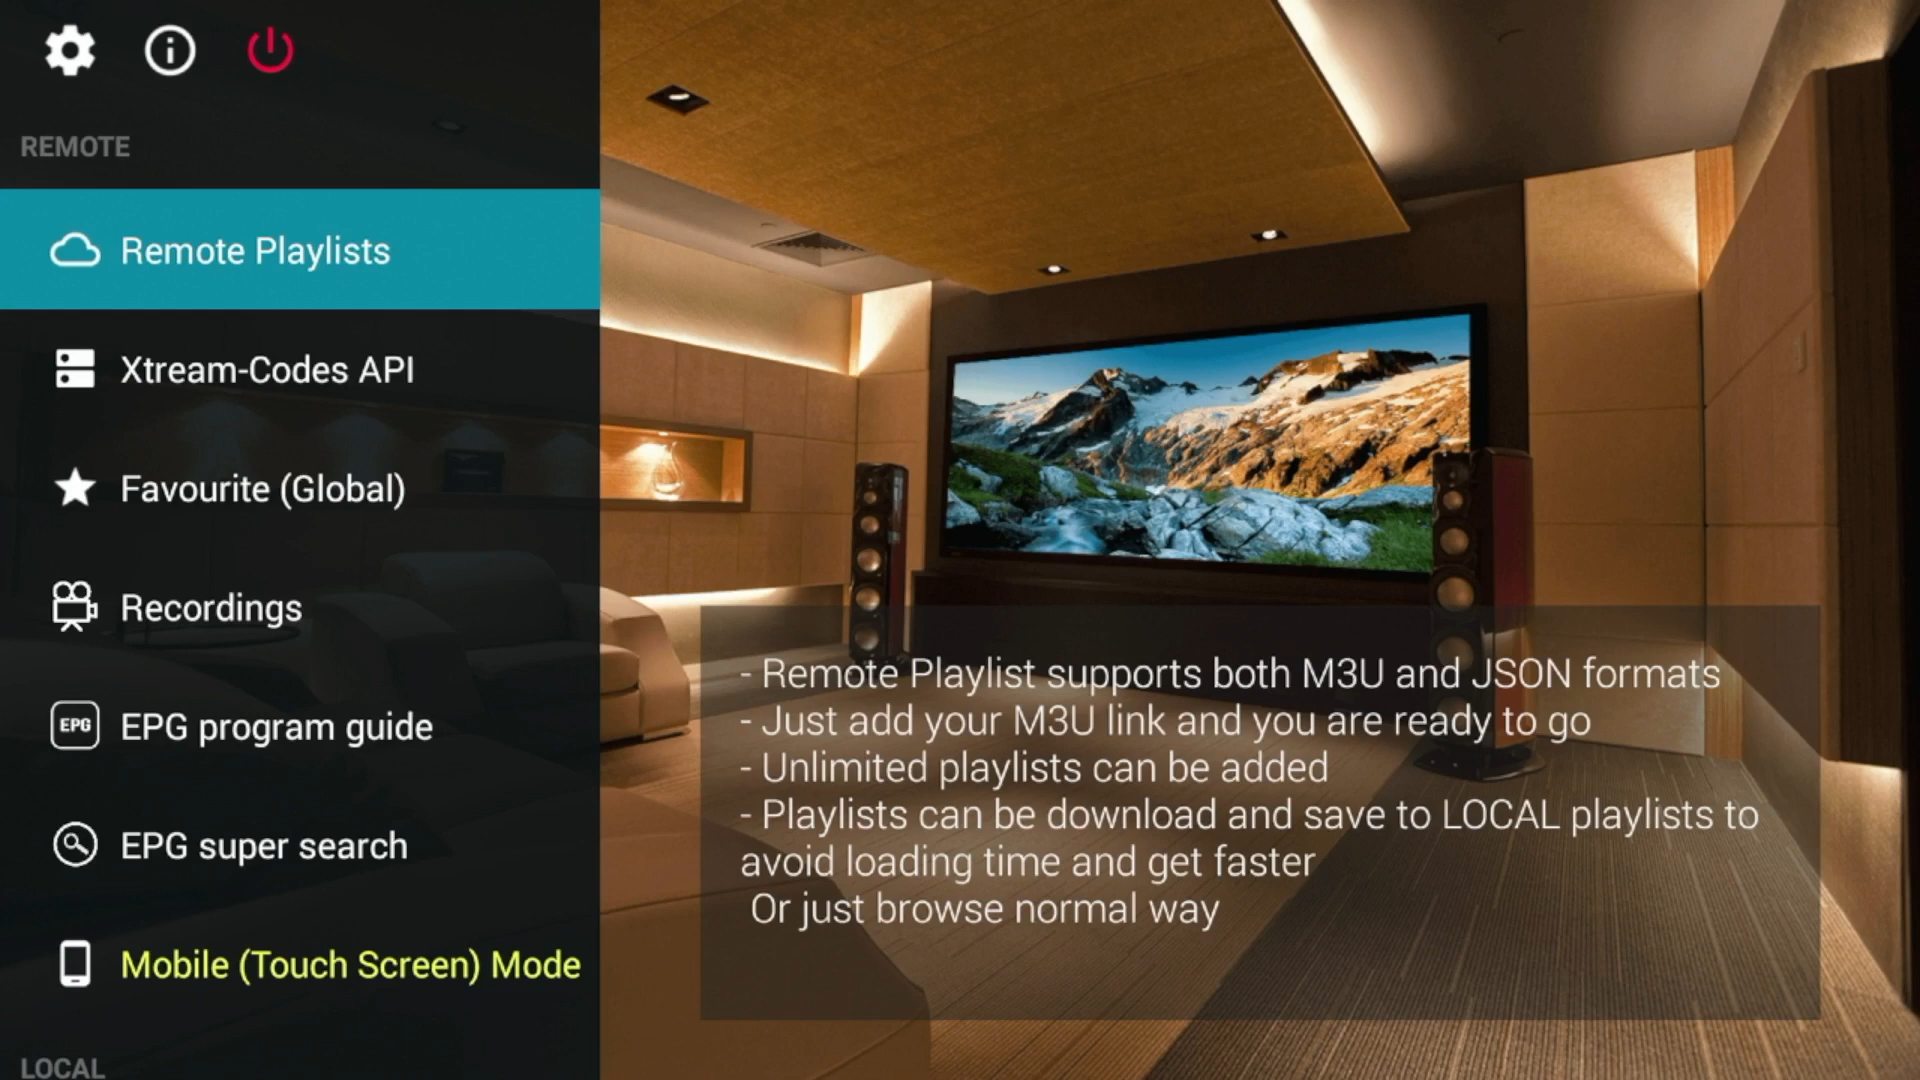 REMOTE
Remote Playlists
Xtream-Codes API
Favourite (Global)
Recordings
EPG EPG program guide
EPG super search
Mobile (Touch Screen) Mode
LOCAL
- Remote Playlist supports both M3U and JSON formats
- Just add your M3U link and you are ready to go
- Unlimited playlists can be added
- Playlists can be download and save to LOCAL playlists to
avoid loading time and get faster
Or just browse normal way